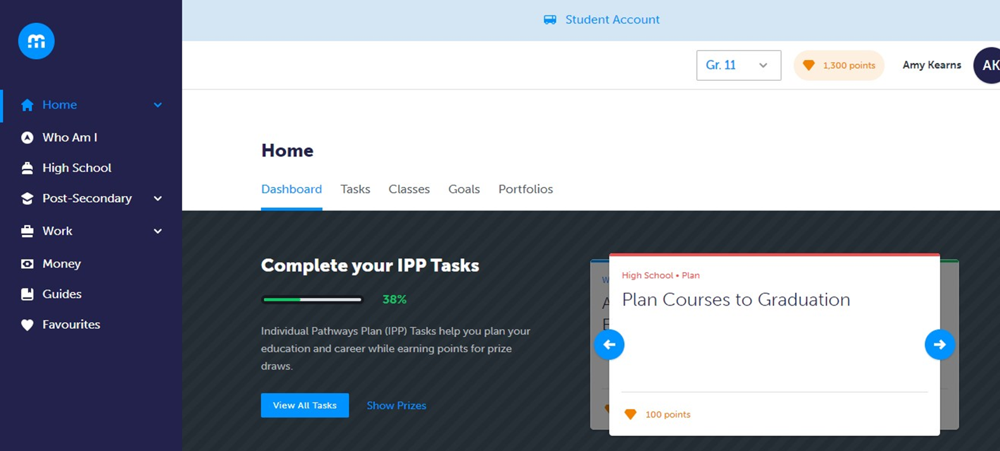 Student Account
Gr. 11
1,300 points
Amy Kearns
AK
Home
Who Am I
High School
Post-Secondary
Work
Money
Guides
Favourites
Home
Dashboard Tasks Classes Goals Portfolios
Complete your IPP Tasks
38%
Individual Pathways Plan (IPP) Tasks help you plan your
education and career while earning points for prize
draws.
View All Tasks Show Prizes
High School • Plan
Plan Courses to Graduation
100 points